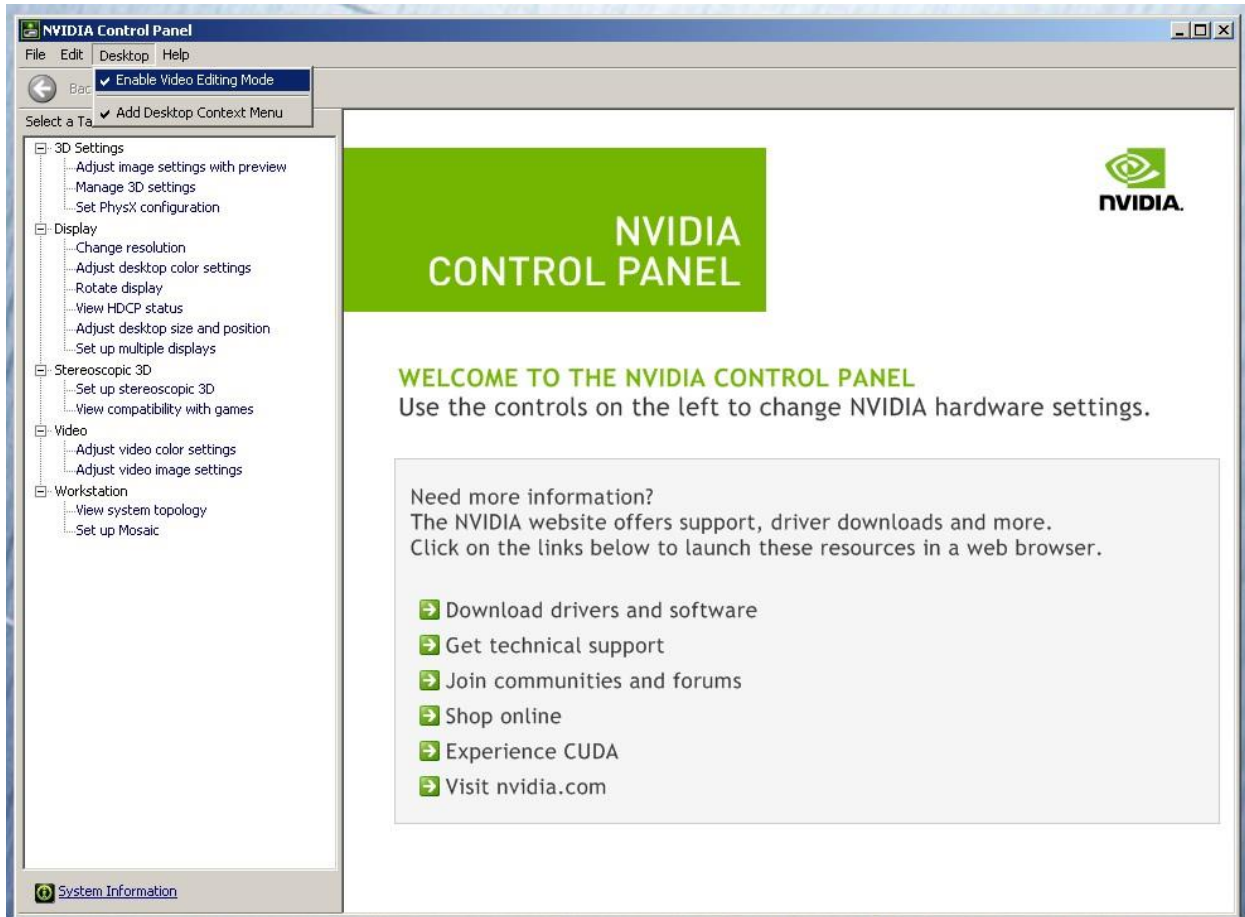 NVIDIA Control Panel
File Edit Desktop Help
Enable Video Editing Mode
Add Desktop Context Menu
Bac
Select a Ta
3D Settings
Adjust image settings with preview
Manage 3D settings
Set PhysX configuration
Display
Change resolution
Adjust desktop color settings
Rotate display
View HDCP status
Adjust desktop size and position
Set up multiple displays
Stereoscopic 3D
Set up stereoscopic 3D
View compatibility with games
Video
Adjust video color settings
Adjust video image settings
Workstation
View system topology
Set up Mosaic
System Information
NVIDIA
CONTROL PANEL
NVIDIA.
WELCOME TO THE NVIDIA CONTROL PANEL
Use the controls on the left to change NVIDIA hardware settings.
Need more information?
The NVIDIA website offers support, driver downloads and more.
Click on the links below to launch these resources in a web browser.
Download drivers and software
Get technical support
Join communities and forums
Shop online
Experience CUDA
Visit nvidia.com